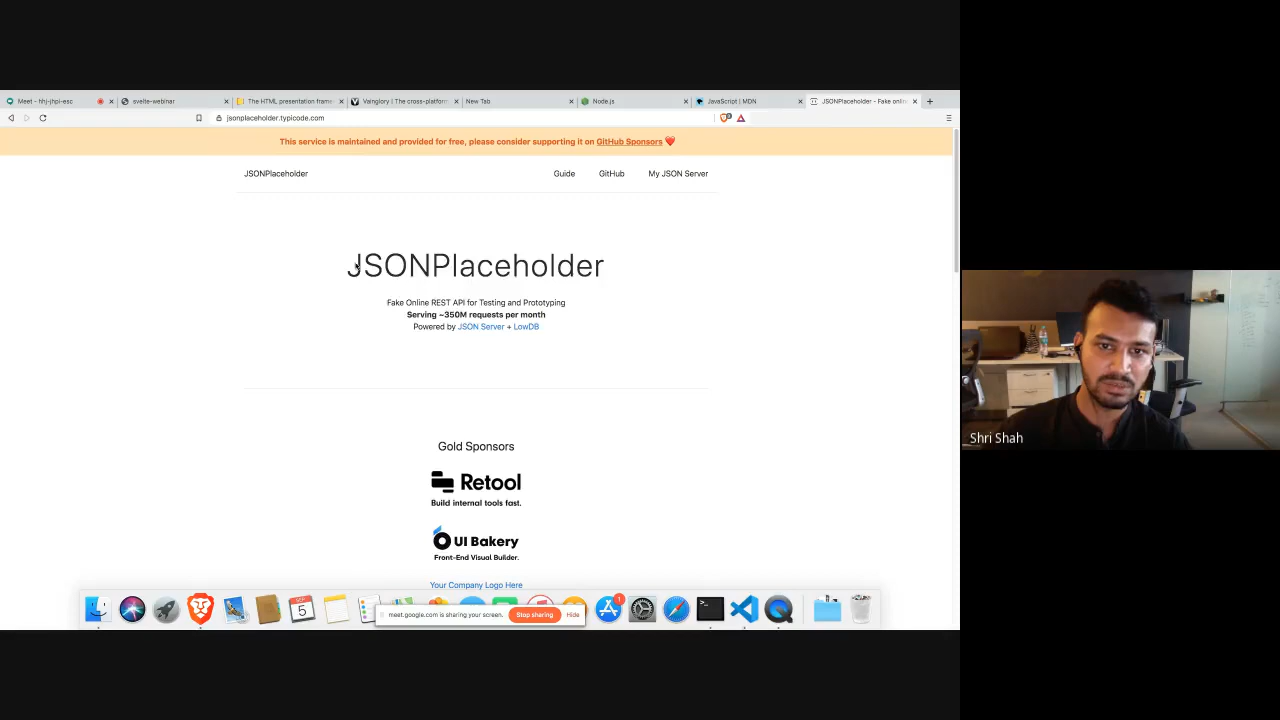 Meet - hhj-jhpi-esc
svelte-webinar
The HTML presentation frame
Vainglory | The cross-platform
New Tab
Node.js
JavaScript | MDN
JSONPlaceholder - Fake online
jsonplaceholder.typicode.com
This service is maintained and provided for free, please consider supporting it on GitHub Sponsors
JSONPlaceholder
Guide
GitHub
My JSON Server
JSONPlaceholder
Fake Online REST API for Testing and Prototyping
Serving ~350M requests per month
Powered by JSON Server + LowDB
Gold Sponsors
Retool
Build internal tools fast.
UI Bakery
Front-End Visual Builder.
Your Company Logo Here
SEP
5
meet.google.com is sharing your screen.
Stop sharing
Hide
1
Shri Shah